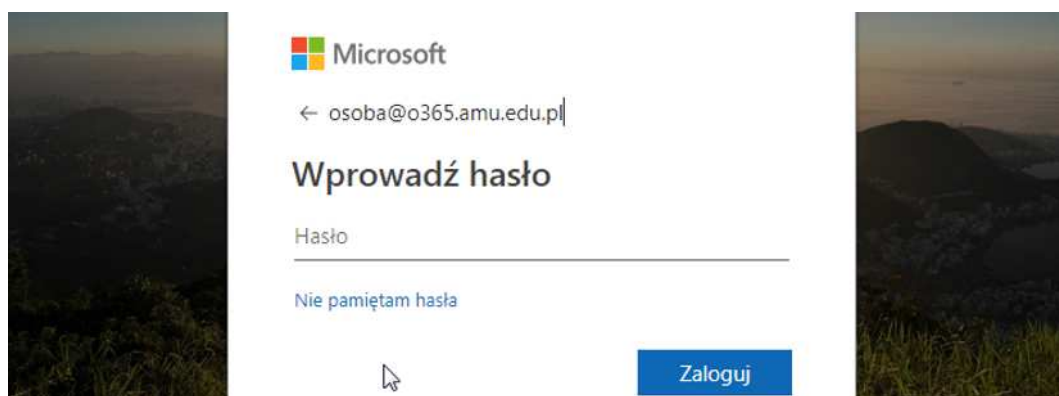 Microsoft
← osoba@o365.amu.edu.pl
Wprowadź hasło
Hasło
Nie pamiętam hasła
Zaloguj